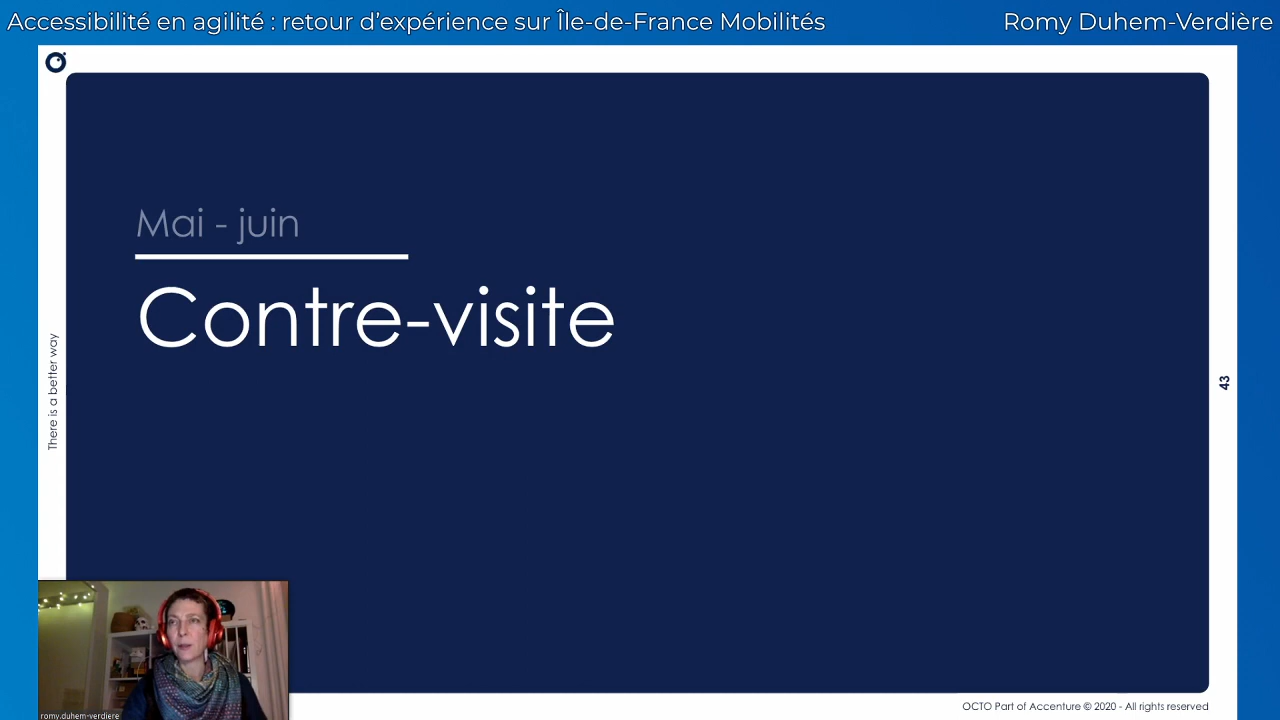 Accessibilité en agilité : retour d’expérience sur Île-de-France Mobilités
Romy Duhem-Verdière
Mai - juin
Contre-visite
There is a better way
43
romy.duhem-verdiere
OCTO Part of Accenture © 2020 - All rights reserved